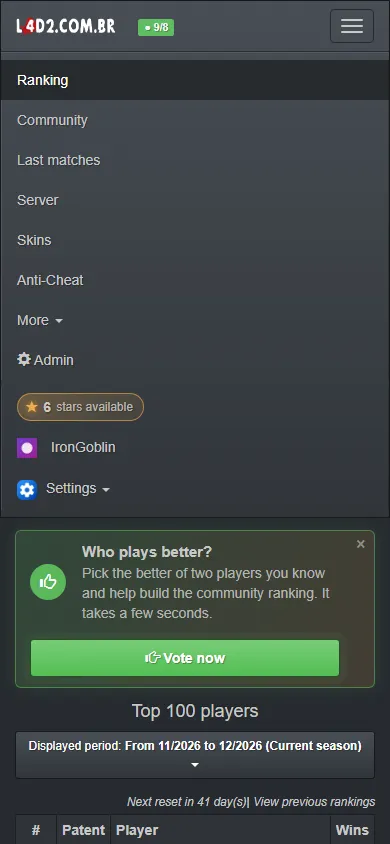 L4D2.COM.BR
● 9/8
Ranking
Community
Last matches
Server
Skins
Anti-Cheat
More
Admin
6 stars available
IronGoblin
Settings
Who plays better?
×
Pick the better of two players you know
and help build the community ranking. It
takes a few seconds.
Vote now
Top 100 players
Displayed period: From 11/2026 to 12/2026 (Current season)
Next reset in 41 day(s)| View previous rankings
# Patent Player Wins